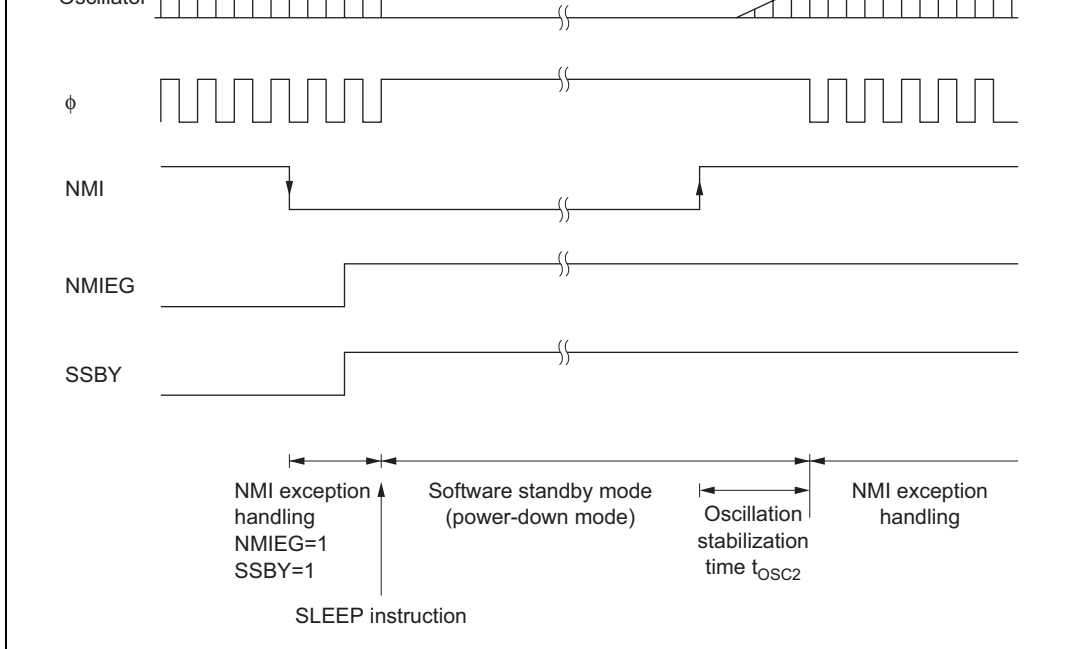 Oscillator
ϕ
NMI
NMIEG
SSBY
NMI exception
handling
NMIEG=1
SSBY=1
Software standby mode
(power-down mode)
Oscillation
stabilization
time tOSC2
NMI exception
handling
SLEEP instruction